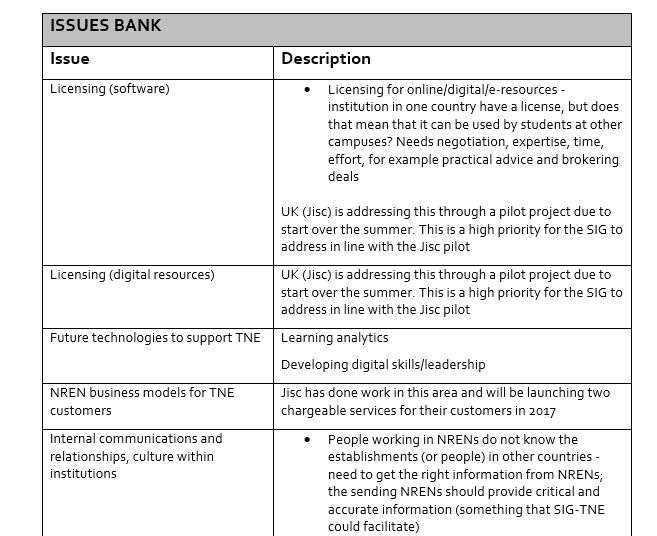 ISSUES BANK
Issue
Description
Licensing (software)
• Licensing for online/digital/e-resources -
institution in one country have a license, but does
that mean that it can be used by students at other
campuses? Needs negotiation, expertise, time,
effort, for example practical advice and brokering
deals
UK (Jisc) is addressing this through a pilot project due to
start over the summer. This is a high priority for the SIG to
address in line with the Jisc pilot
Licensing (digital resources)
UK (Jisc) is addressing this through a pilot project due to
start over the summer. This is a high priority for the SIG to
address in line with the Jisc pilot
Future technologies to support TNE
Learning analytics
Developing digital skills/leadership
NREN business models for TNE
customers
Jisc has done work in this area and will be launching two
chargeable services for their customers in 2017
Internal communications and
relationships, culture within
institutions
• People working in NRENs do not know the
establishments (or people) in other countries -
need to get the right information from NRENs;
the sending NRENs should provide critical and
accurate information (something that SIG-TNE
could facilitate)